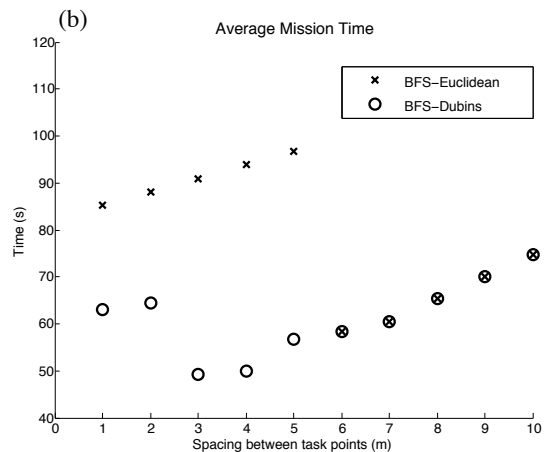 (b)
Average Mission Time
120
110
100
90
80
70
60
50
40
Time (s)
BFS−Euclidean
BFS−Dubins
0 1 2 3 4 5 6 7 8 9 10
Spacing between task points (m)